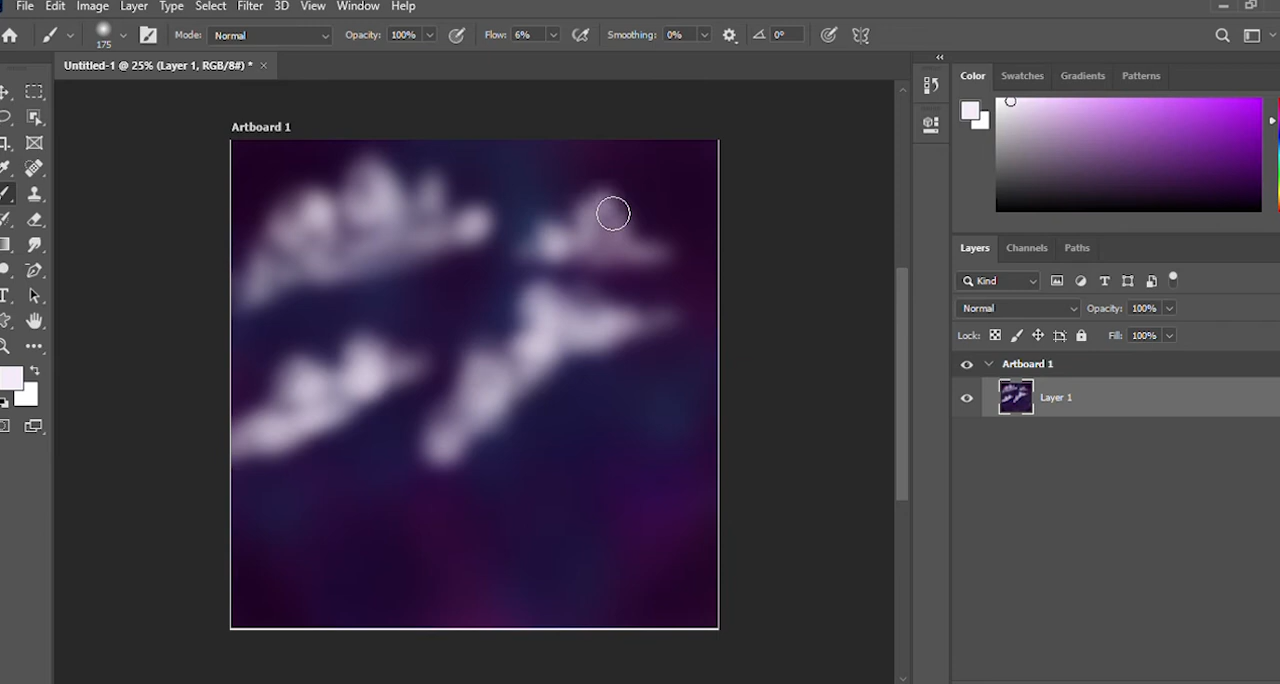 File Edit Image Layer Type Select Filter 3D View Window Help
175 Mode: Normal Opacity: 100% Flow: 6% Smoothing: 0% 0°
Untitled-1 @ 25% (Layer 1, RGB/8#) * ×
Color Swatches Gradients Patterns
Artboard 1
Layers Channels Paths
Kind
Normal Opacity: 100%
Lock: Fill: 100%
Artboard 1
Layer 1